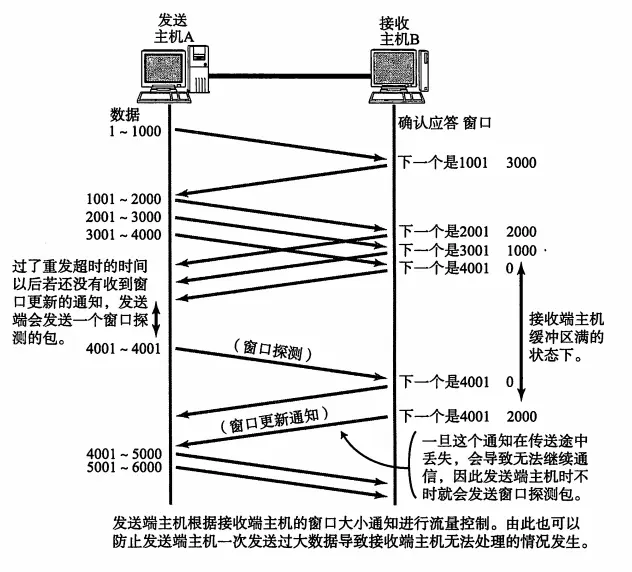 发送
主机A
接收
主机B
数据
确认应答 窗口
1～1000
下一个是1001 3000
1001～2000
2001～3000
3001～4000
下一个是2001 2000
下一个是3001 1000
下一个是4001 0
过了重发超时的时间
以后若还没有收到窗
口更新的通知，发送
端会发送一个窗口探
测的包。
接收端主机
缓冲区满的
状态下。
4001～4001
（窗口探测）
下一个是4001 0
（窗口更新通知）
下一个是4001 2000
4001～5000
5001～6000
一旦这个通知在传送途中
丢失，会导致无法继续通
信，因此发送端主机时不
时就会发送窗口探测包。
发送端主机根据接收端主机的窗口大小通知进行流量控制。由此也可以
防止发送端主机一次发送过大数据导致接收端主机无法处理的情况发生。